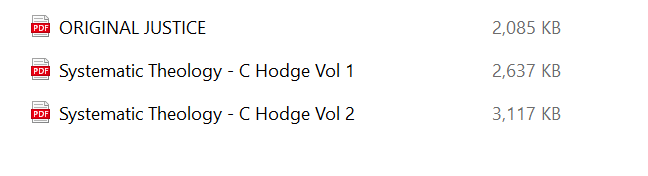 PDF ORIGINAL JUSTICE 2,085 KB
PDF Systematic Theology - C Hodge Vol 1 2,637 KB
PDF Systematic Theology - C Hodge Vol 2 3,117 KB